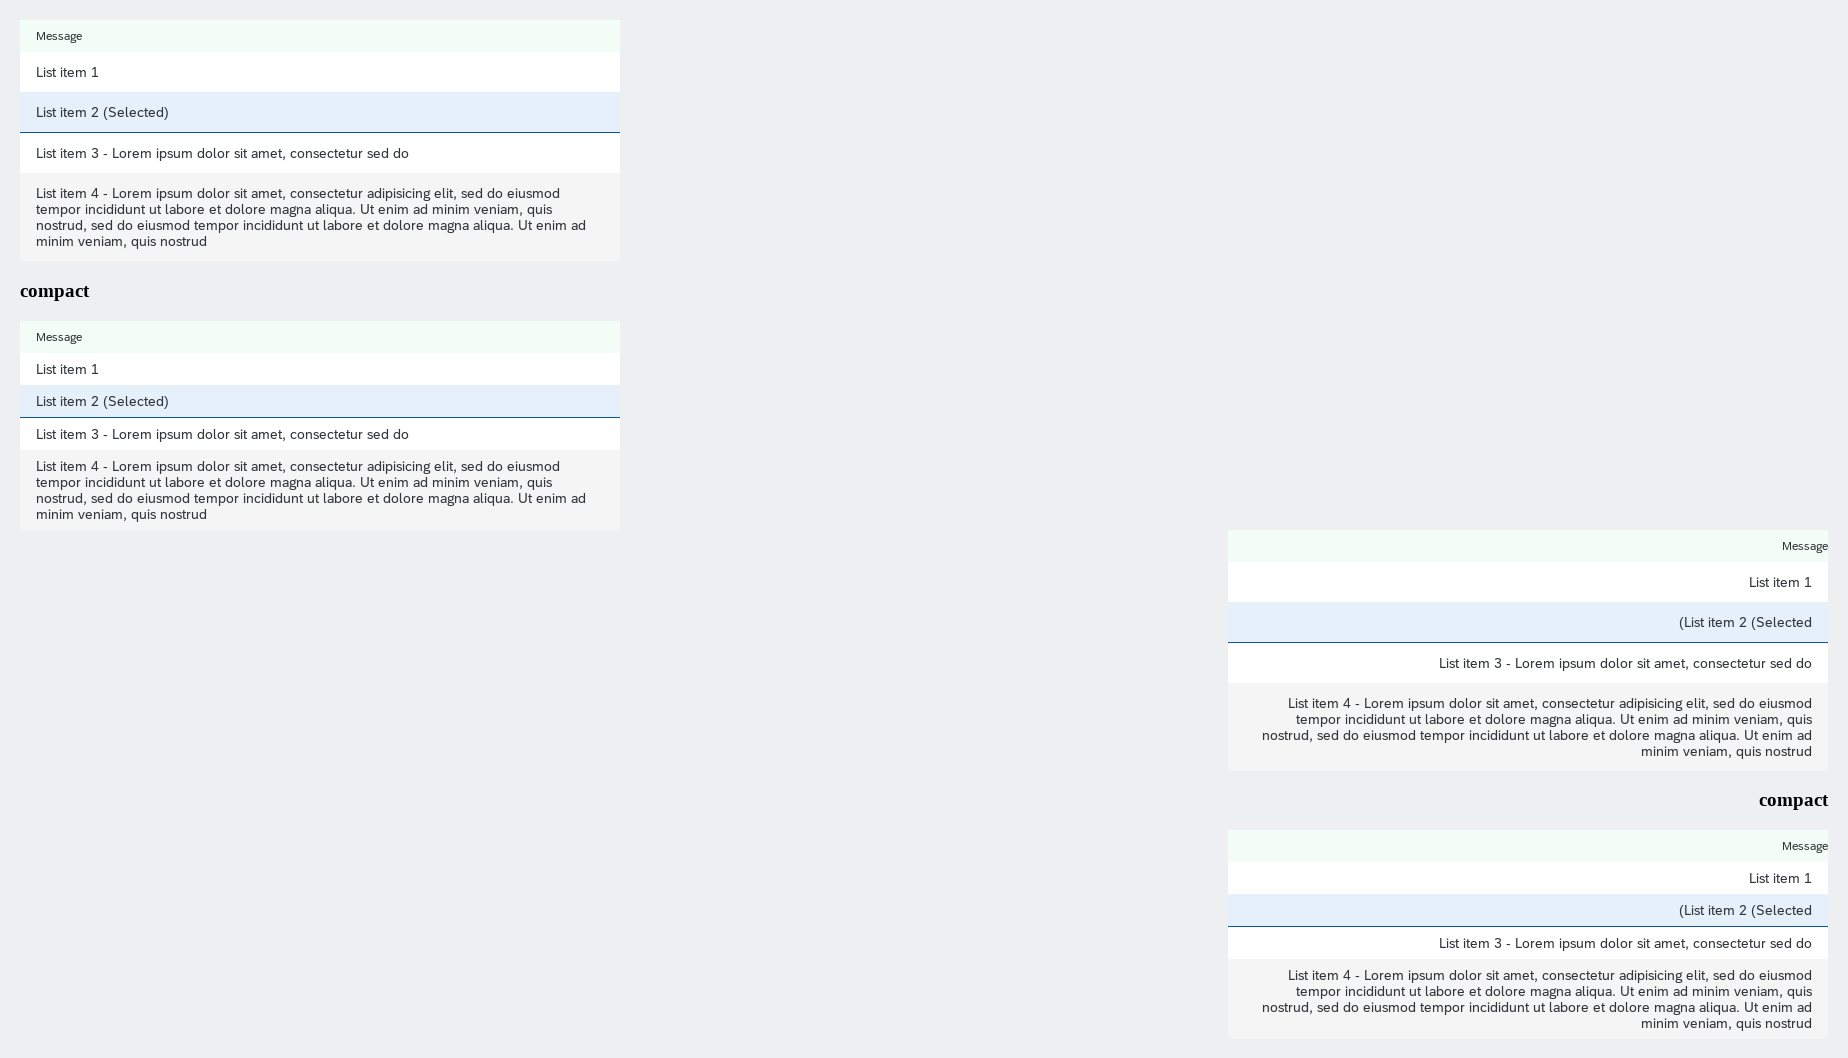 Message
List item 1
List item 2 (Selected)
List item 3 - Lorem ipsum dolor sit amet, consectetur sed do
List item 4 - Lorem ipsum dolor sit amet, consectetur adipisicing elit, sed do eiusmod
tempor incididunt ut labore et dolore magna aliqua. Ut enim ad minim veniam, quis
nostrud, sed do eiusmod tempor incididunt ut labore et dolore magna aliqua. Ut enim ad
minim veniam, quis nostrud
compact
Message
List item 1
List item 2 (Selected)
List item 3 - Lorem ipsum dolor sit amet, consectetur sed do
List item 4 - Lorem ipsum dolor sit amet, consectetur adipisicing elit, sed do eiusmod
tempor incididunt ut labore et dolore magna aliqua. Ut enim ad minim veniam, quis
nostrud, sed do eiusmod tempor incididunt ut labore et dolore magna aliqua. Ut enim ad
minim veniam, quis nostrud
Message
List item 1
(List item 2 (Selected
List item 3 - Lorem ipsum dolor sit amet, consectetur sed do
List item 4 - Lorem ipsum dolor sit amet, consectetur adipisicing elit, sed do eiusmod
tempor incididunt ut labore et dolore magna aliqua. Ut enim ad minim veniam, quis
nostrud, sed do eiusmod tempor incididunt ut labore et dolore magna aliqua. Ut enim ad
minim veniam, quis nostrud
compact
Message
List item 1
(List item 2 (Selected
List item 3 - Lorem ipsum dolor sit amet, consectetur sed do
List item 4 - Lorem ipsum dolor sit amet, consectetur adipisicing elit, sed do eiusmod
tempor incididunt ut labore et dolore magna aliqua. Ut enim ad minim veniam, quis
nostrud, sed do eiusmod tempor incididunt ut labore et dolore magna aliqua. Ut enim ad
minim veniam, quis nostrud